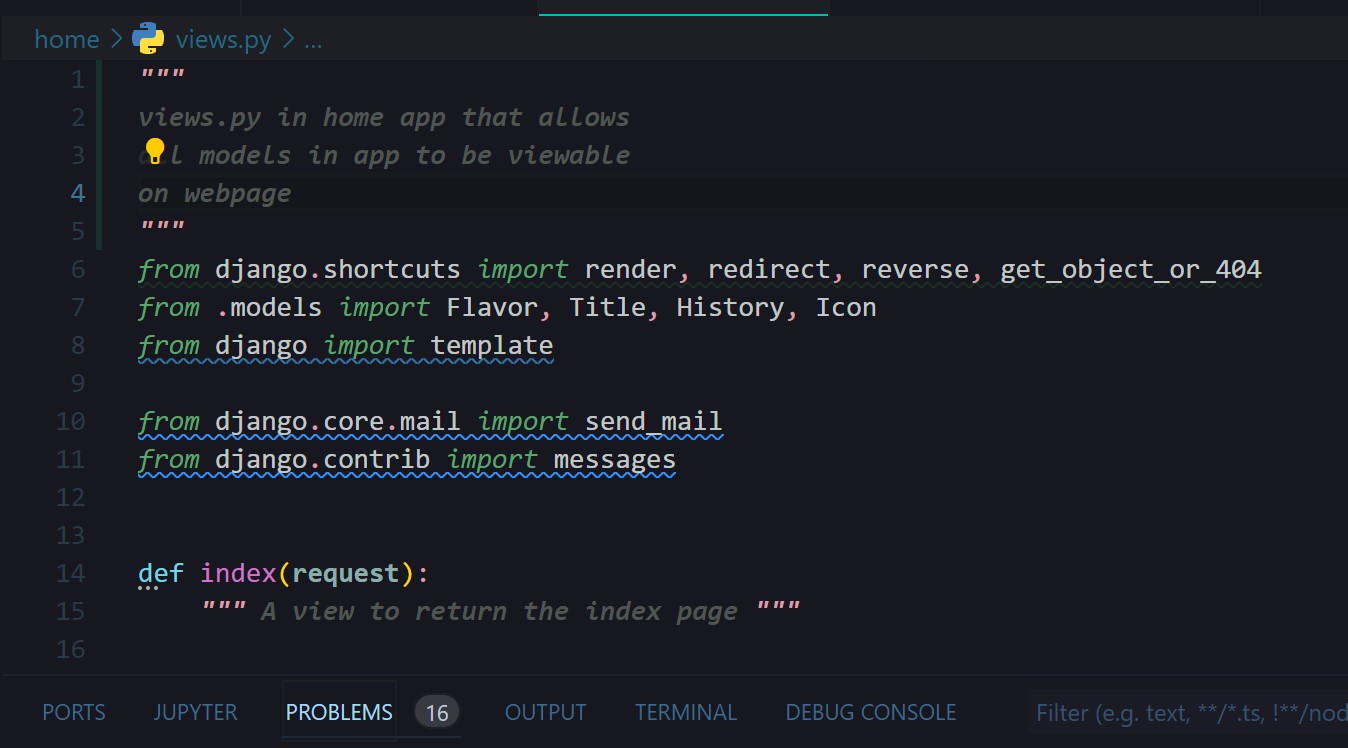 home > views.py > ...
1 """
2 views.py in home app that allows
3 all models in app to be viewable
4 on webpage
5 """
6 from django.shortcuts import render, redirect, reverse, get_object_or_404
7 from .models import Flavor, Title, History, Icon
8 from django import template
9
10 from django.core.mail import send_mail
11 from django.contrib import messages
12
13
14 def index(request):
15 """ A view to return the index page """
16
PORTS JUPYTER PROBLEMS 16 OUTPUT TERMINAL DEBUG CONSOLE Filter (e.g. text, **/*.ts, !**/nod